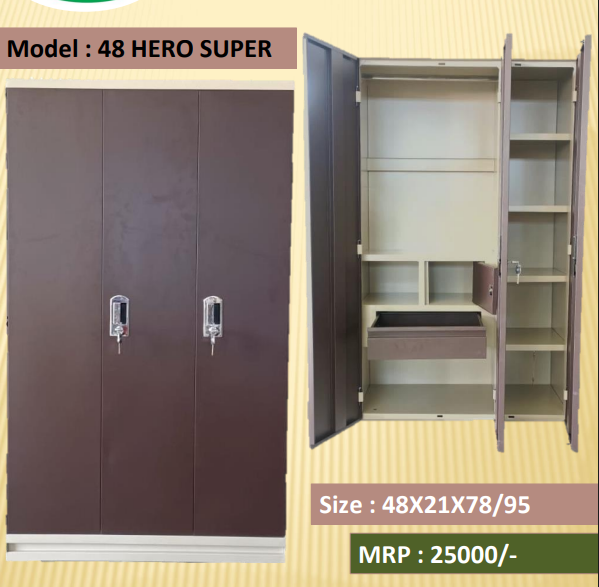 Model : 48 HERO SUPER
Size : 48X21X78/95
MRP : 25000/-